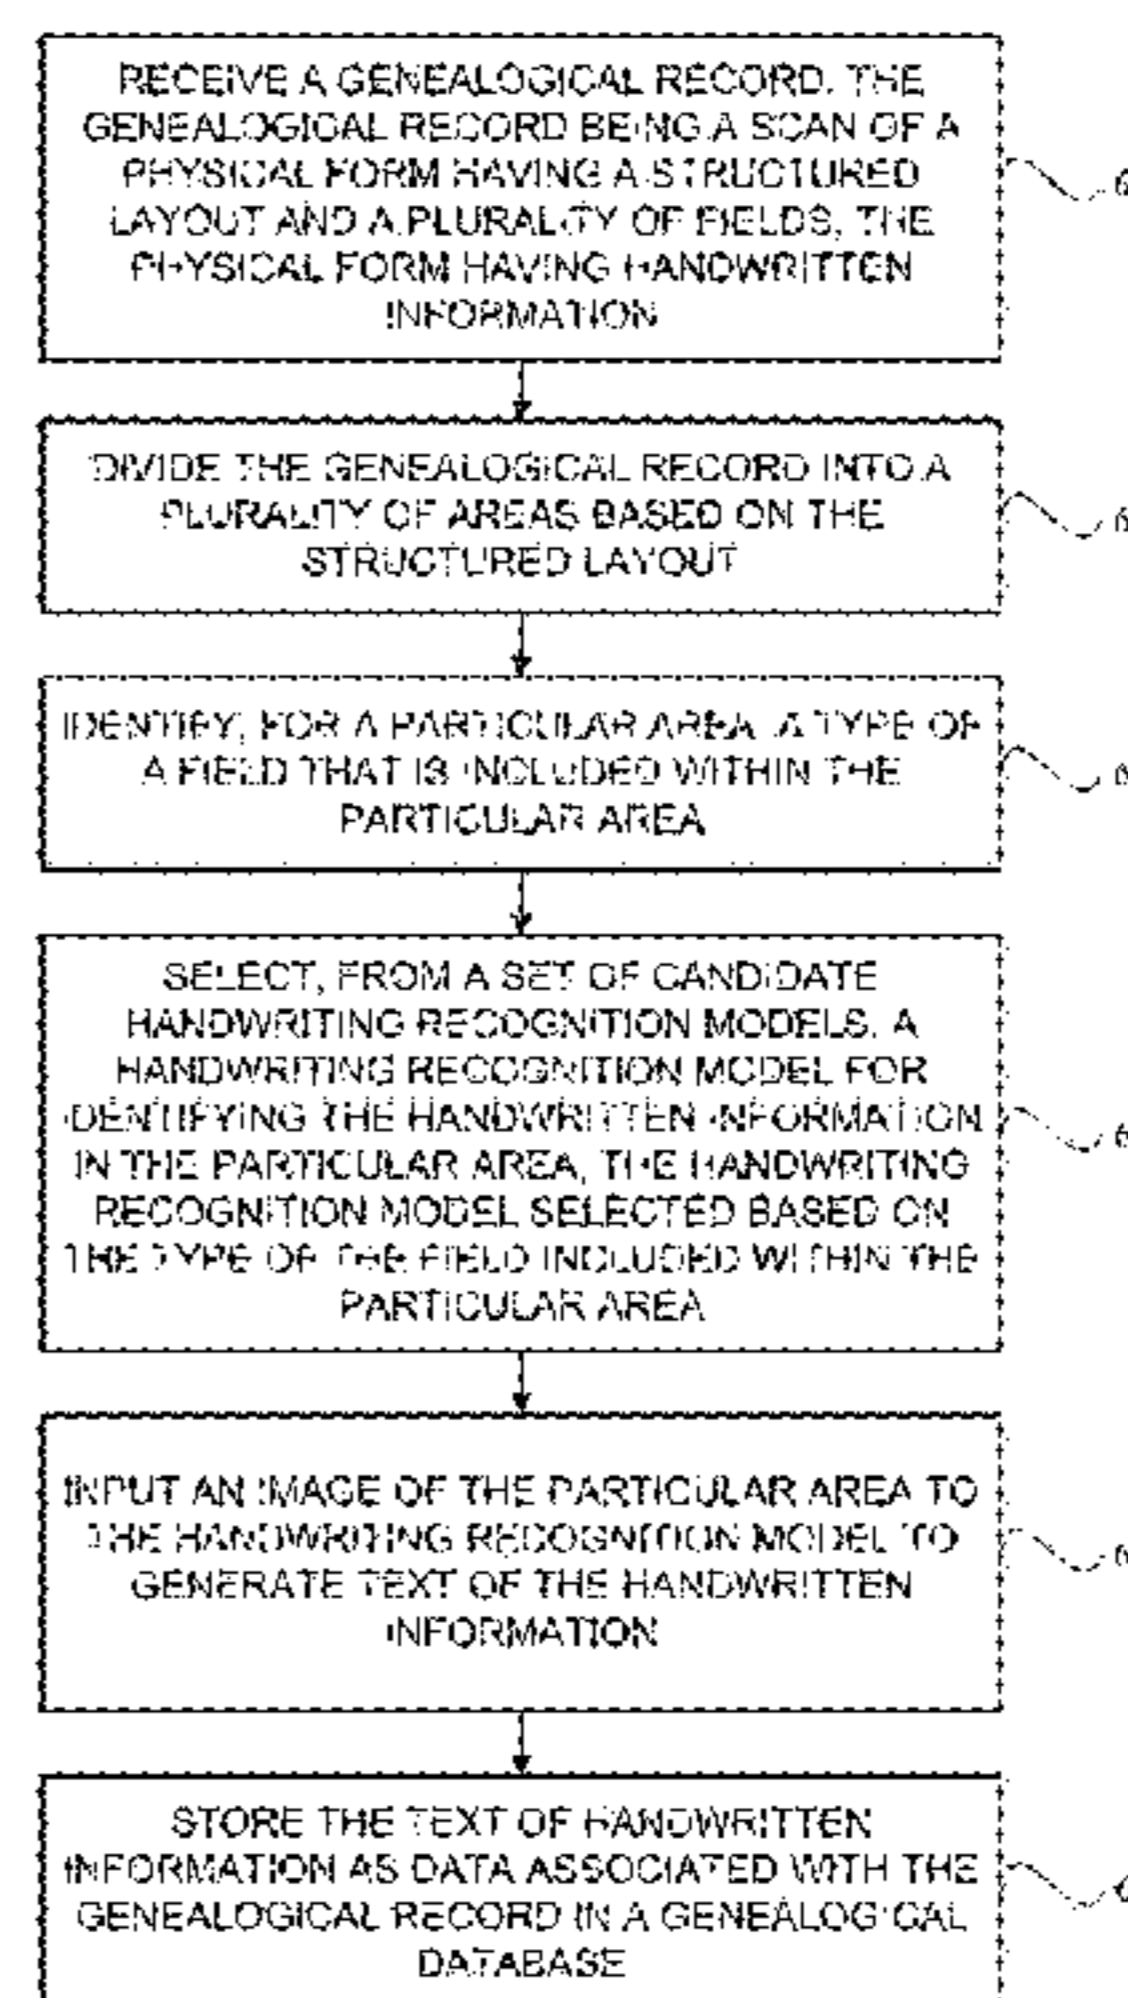 RECEIVE A GENEALOGICAL RECORD, THE
GENEALOGICAL RECORD BEING A SCAN OF A
PHYSICAL FORM HAVING A STRUCTURED
LAYOUT AND A PLURALITY OF FIELDS, THE
PHYSICAL FORM HAVING HANDWRITTEN
INFORMATION
DIVIDE THE GENEALOGICAL RECORD INTO A
PLURALITY OF AREAS BASED ON THE
STRUCTURED LAYOUT
IDENTIFY, FOR A PARTICULAR AREA, A TYPE OF
A FIELD THAT IS INCLUDED WITHIN THE
PARTICULAR AREA
SELECT, FROM A SET OF CANDIDATE
HANDWRITING RECOGNITION MODELS, A
HANDWRITING RECOGNITION MODEL FOR
IDENTIFYING THE HANDWRITTEN INFORMATION
IN THE PARTICULAR AREA, THE HANDWRITING
RECOGNITION MODEL SELECTED BASED ON
THE TYPE OF THE FIELD INCLUDED WITHIN THE
PARTICULAR AREA
INPUT AN IMAGE OF THE PARTICULAR AREA TO
THE HANDWRITING RECOGNITION MODEL TO
GENERATE TEXT OF THE HANDWRITTEN
INFORMATION
STORE THE TEXT OF HANDWRITTEN
INFORMATION AS DATA ASSOCIATED WITH THE
GENEALOGICAL RECORD IN A GENEALOGICAL
DATABASE